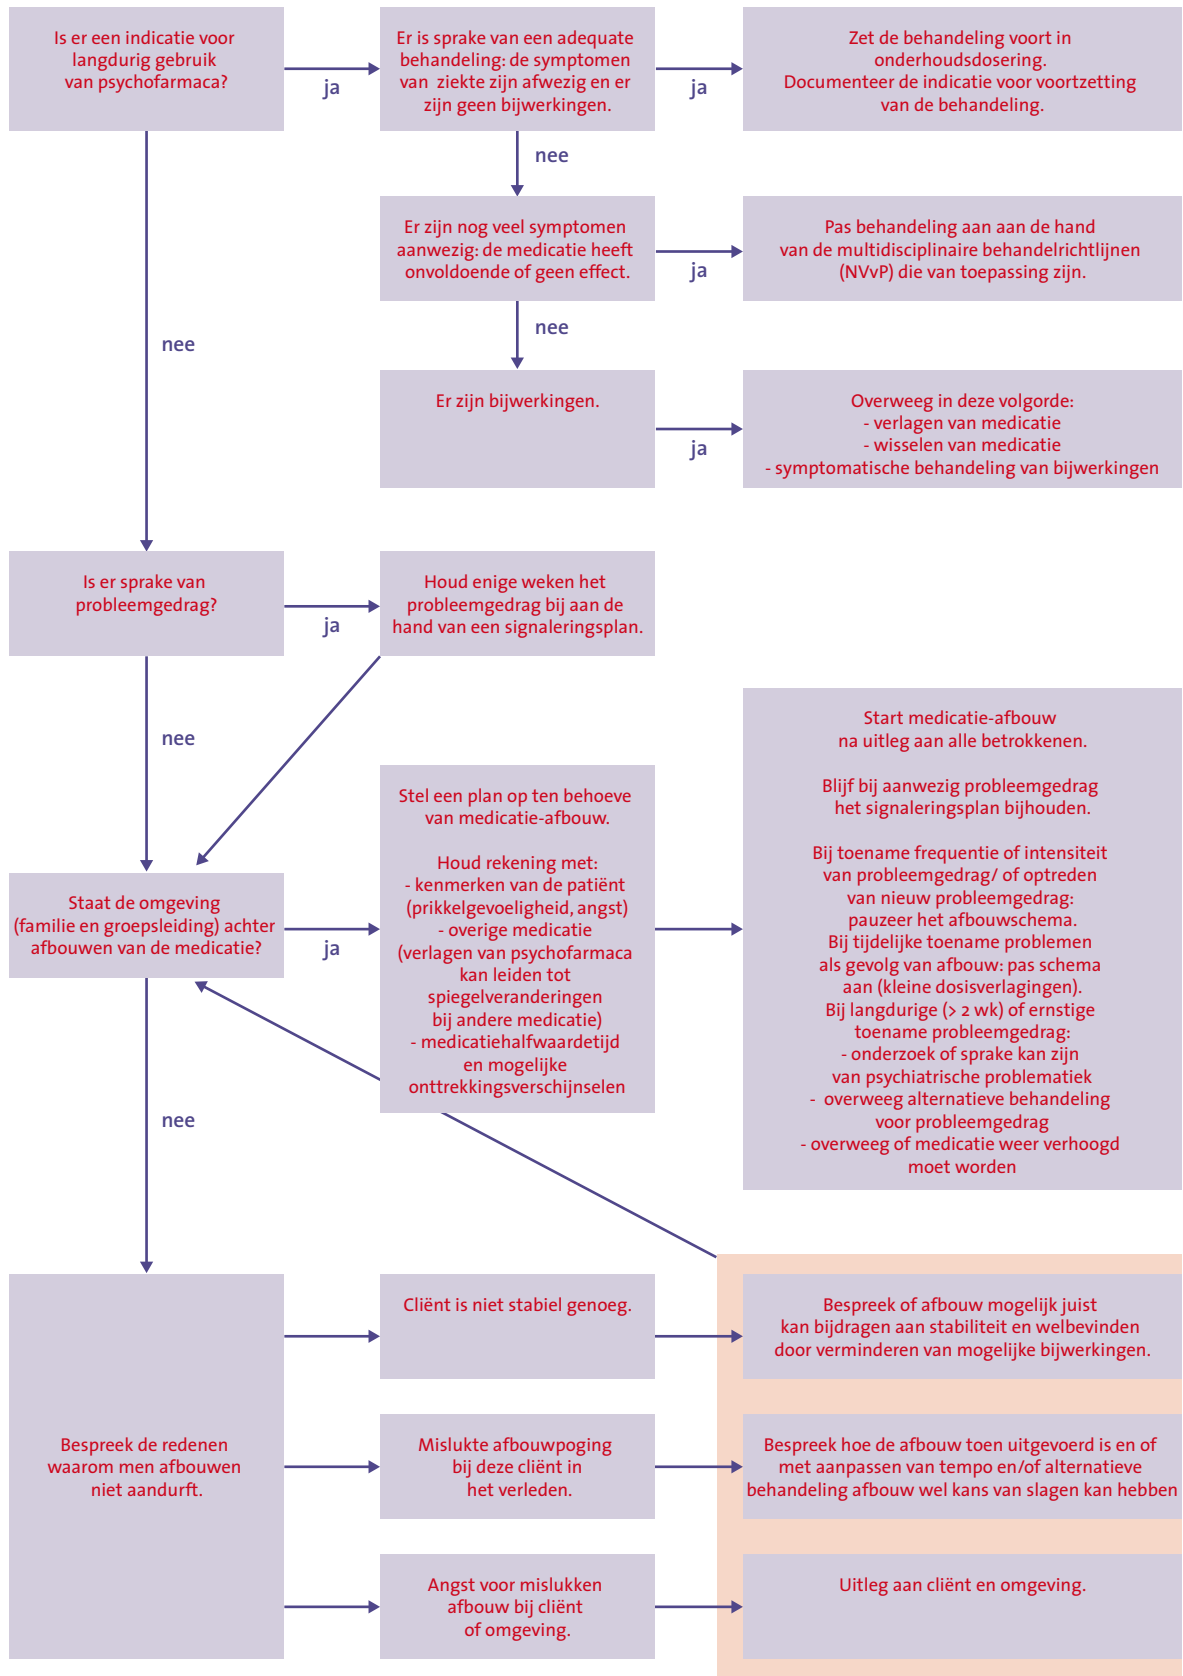 Is er een indicatie voor
langdurig gebruik
van psychofarmaca?
ja
Er is sprake van een adequate
behandeling: de symptomen
van ziekte zijn afwezig en er
zijn geen bijwerkingen.
ja
Zet de behandeling voort in
onderhoudsdosering.
Documenteer de indicatie voor voortzetting
van de behandeling.
nee
Er zijn nog veel symptomen
aanwezig: de medicatie heeft
onvoldoende of geen effect.
ja
Pas behandeling aan aan de hand
van de multidisciplinaire behandelrichtlijnen
(NVvP) die van toepassing zijn.
nee
nee
Er zijn bijwerkingen.
ja
Overweeg in deze volgorde:
- verlagen van medicatie
- wisselen van medicatie
- symptomatische behandeling van bijwerkingen
Is er sprake van
probleemgedrag?
ja
Houd enige weken het
probleemgedrag bij aan de
hand van een signaleringsplan.
nee
Staat de omgeving
(familie en groepsleiding) achter
afbouwen van de medicatie?
ja
Stel een plan op ten behoeve
van medicatie-afbouw.
Houd rekening met:
- kenmerken van de patiënt
(prikkelgevoeligheid, angst)
- overige medicatie
(verlagen van psychofarmaca
kan leiden tot
spiegelveranderingen
bij andere medicatie)
- medicatiehalfwaardetijd
en mogelijke
onttrekkingsverschijnselen
Start medicatie-afbouw
na uitleg aan alle betrokkenen.
Blijf bij aanwezig probleemgedrag
het signaleringsplan bijhouden.
Bij toename frequentie of intensiteit
van probleemgedrag/ of optreden
van nieuw probleemgedrag:
pauzeer het afbouwschema.
Bij tijdelijke toename problemen
als gevolg van afbouw: pas schema
aan (kleine dosisverlagingen).
Bij langdurige (> 2 wk) of ernstige
toename probleemgedrag:
- onderzoek of sprake kan zijn
van psychiatrische problematiek
- overweeg alternatieve behandeling
voor probleemgedrag
- overweeg of medicatie weer verhoogd
moet worden
nee
Bespreek de redenen
waarom men afbouwen
niet aandurft.
Cliënt is niet stabiel genoeg.
Bespreek of afbouw mogelijk juist
kan bijdragen aan stabiliteit en welbevinden
door verminderen van mogelijke bijwerkingen.
Mislukte afbouwpoging
bij deze cliënt in
het verleden.
Bespreek hoe de afbouw toen uitgevoerd is en of
met aanpassen van tempo en/of alternatieve
behandeling afbouw wel kans van slagen kan hebben
Angst voor mislukken
afbouw bij cliënt
of omgeving.
Uitleg aan cliënt en omgeving.